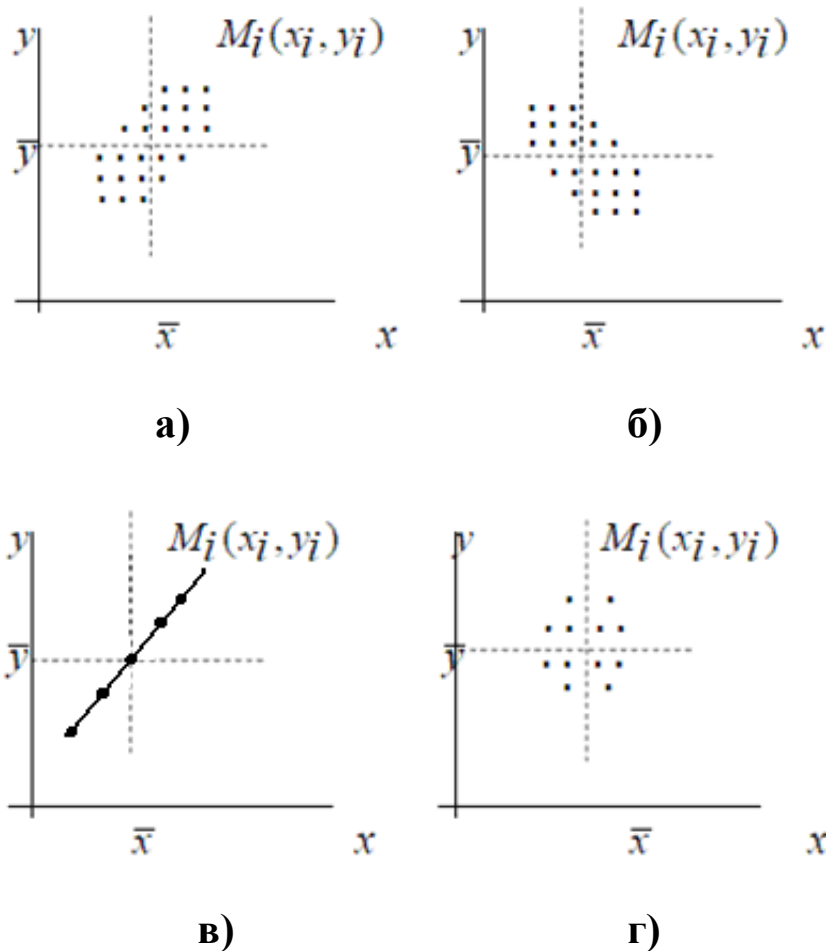 y M_i(x_i, y_i) y M_i(x_i, y_i)
y̅ y̅
x̅ x x̅ x
а) б)
y M_i(x_i, y_i) y M_i(x_i, y_i)
y̅ y̅
x̅ x x̅ x
в) г)